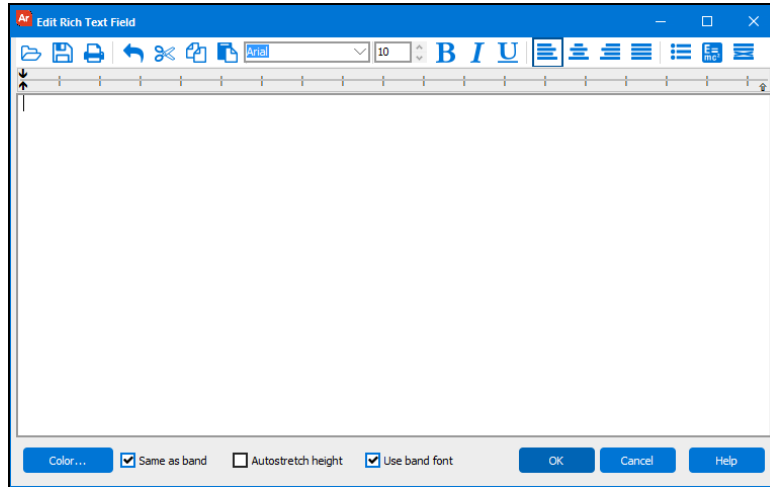 Ar Edit Rich Text Field
Arial 10 B I U E= mc²
Color... Same as band Autostretch height Use band font OK Cancel Help